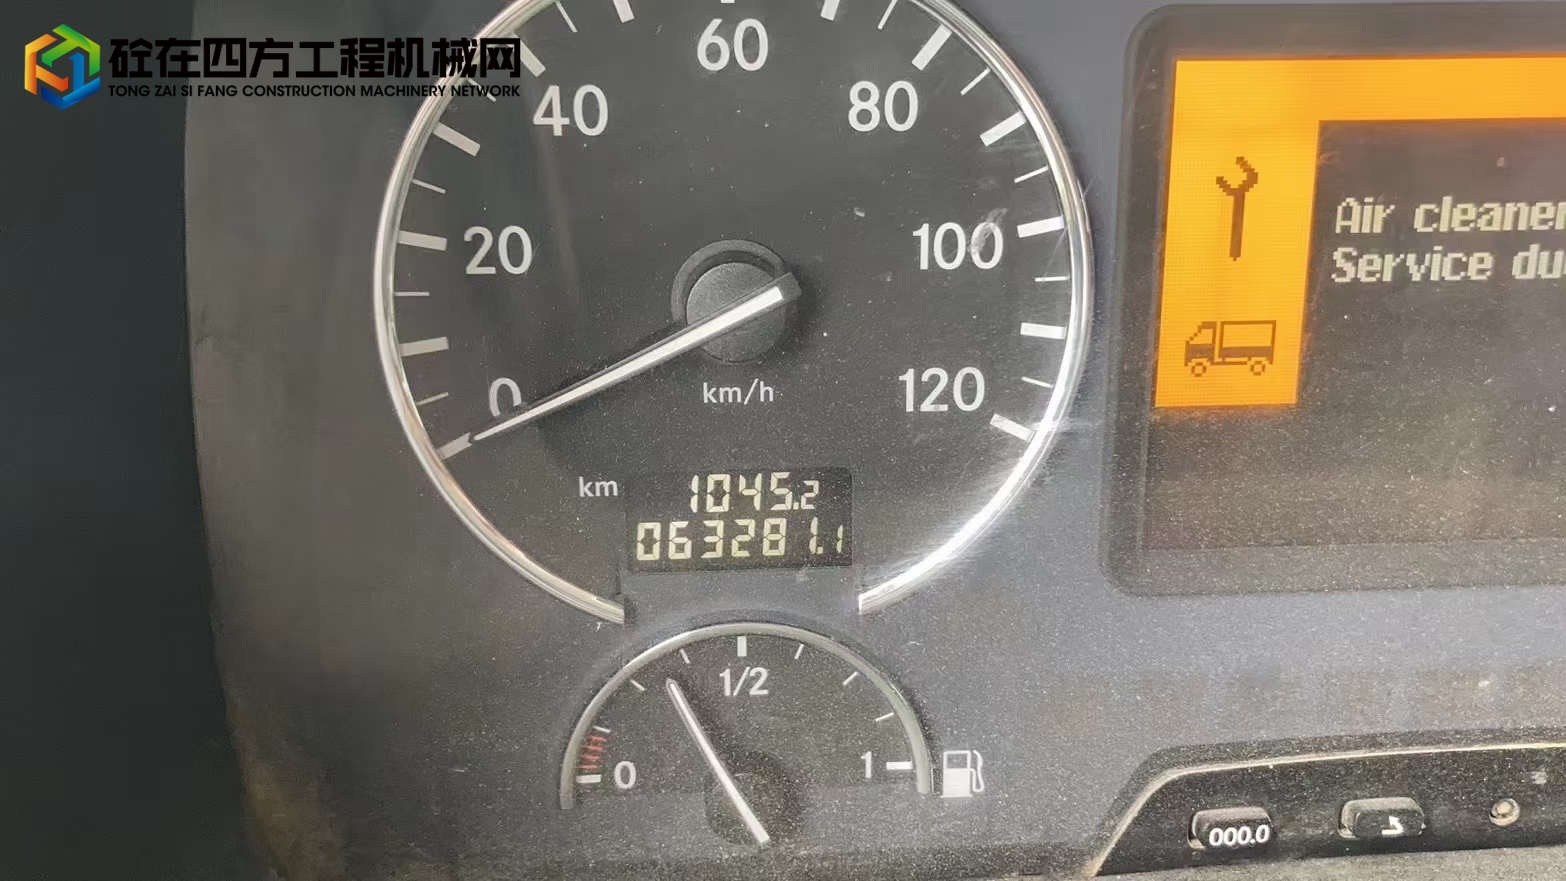 砼在四方工程机械网
TONG ZAI SI FANG CONSTRUCTION MACHINERY NETWORK
0
20
40
60
80
100
120
km/h
km
1045.2
063281.1
0
1/2
1
Air cleaner
Service
000.0